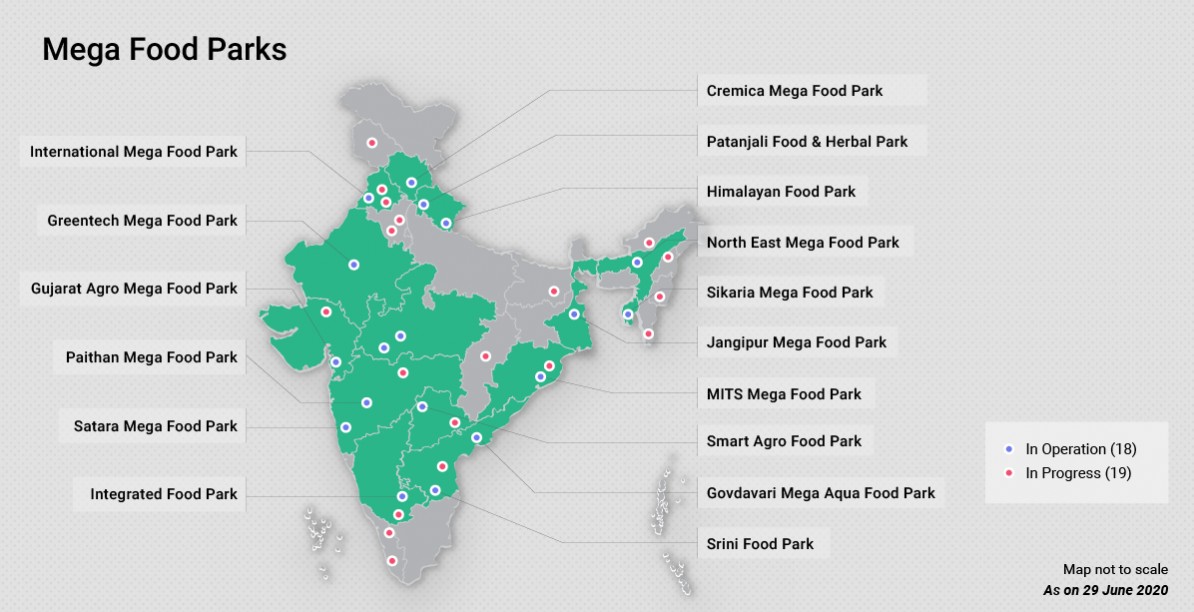 Mega Food Parks
International Mega Food Park
Greentech Mega Food Park
Gujarat Agro Mega Food Park
Paithan Mega Food Park
Satara Mega Food Park
Integrated Food Park
Cremica Mega Food Park
Patanjali Food & Herbal Park
Himalayan Food Park
North East Mega Food Park
Sikaria Mega Food Park
Jangipur Mega Food Park
MITS Mega Food Park
Smart Agro Food Park
Govdavari Mega Aqua Food Park
Srini Food Park
In Operation (18)
In Progress (19)
Map not to scale
As on 29 June 2020